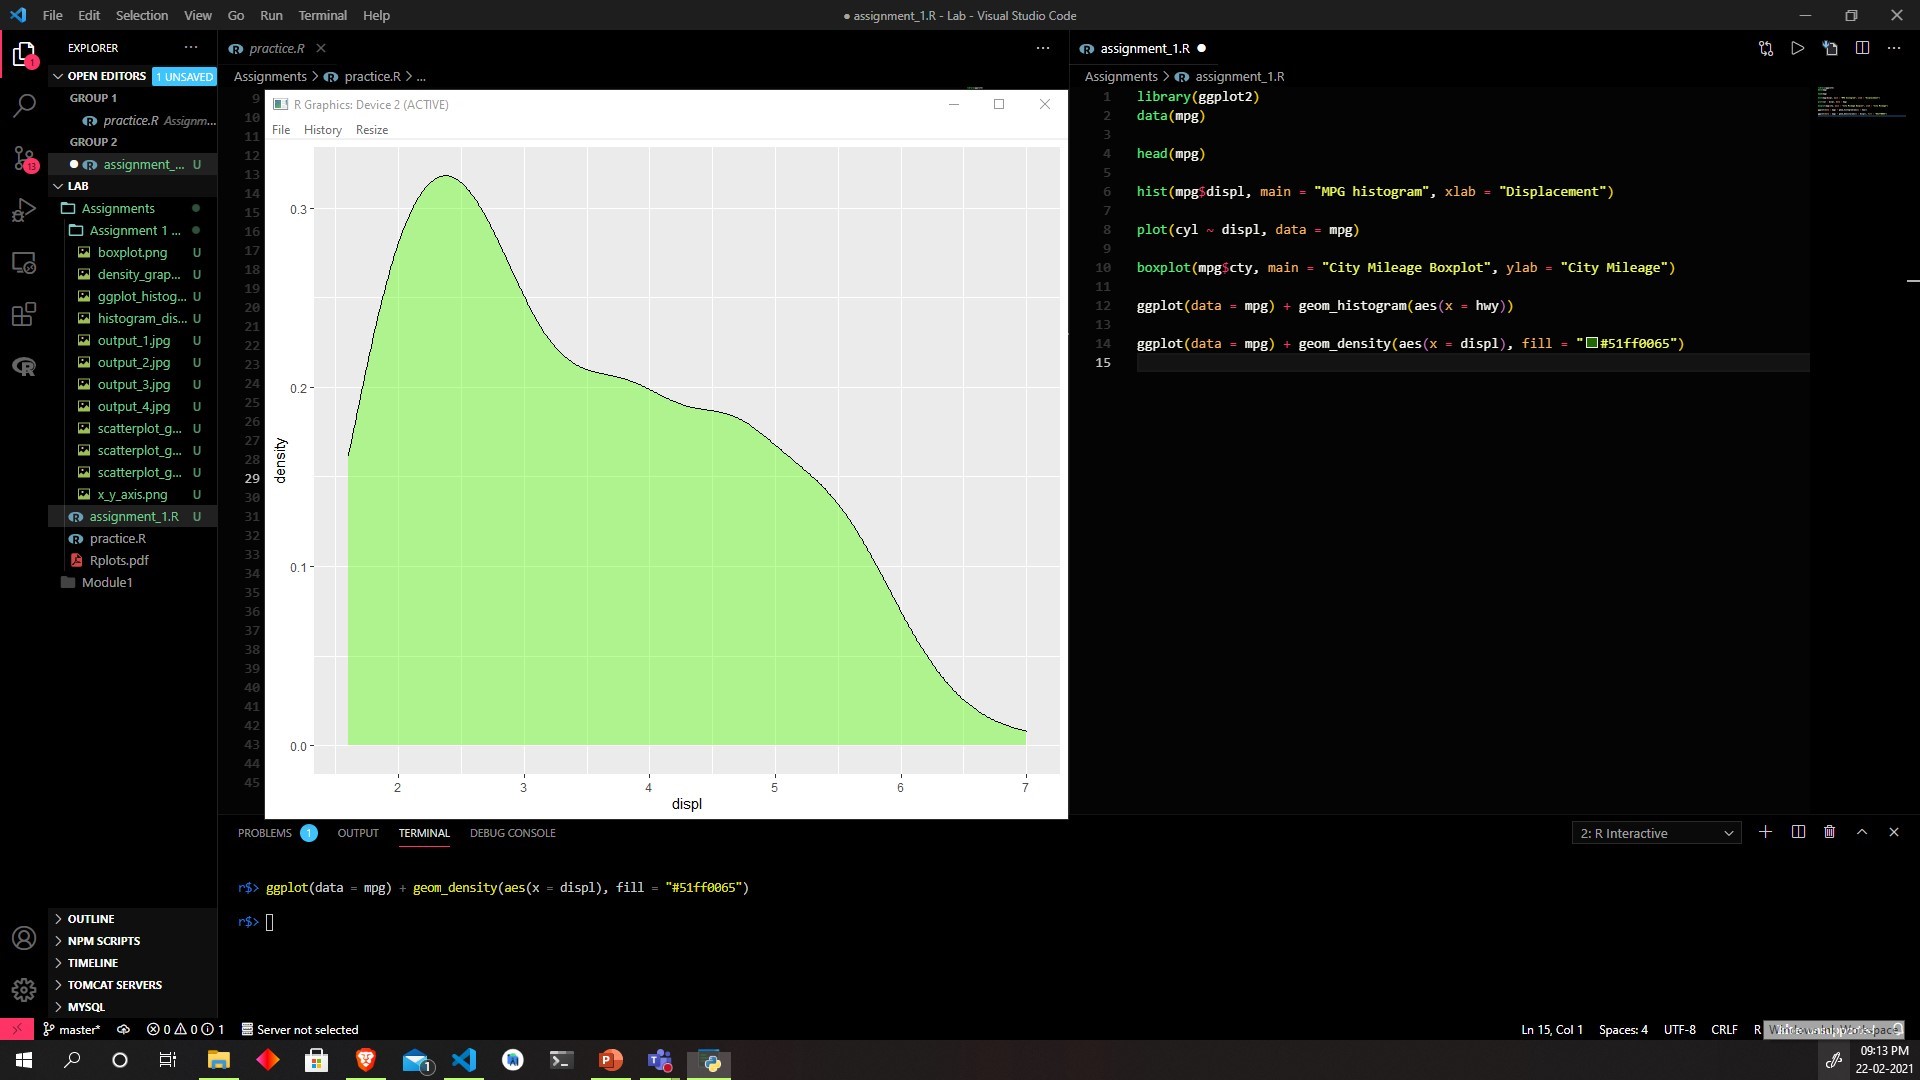 File Edit Selection View Go Run Terminal Help
● assignment_1.R - Lab - Visual Studio Code
EXPLORER
OPEN EDITORS 1 UNSAVED
GROUP 1
practice.R Assignm...
GROUP 2
assignment_... U
LAB
Assignments
Assignment 1 ...
boxplot.png U
density_grap... U
ggplot_histog... U
histogram_dis... U
output_1.jpg U
output_2.jpg U
output_3.jpg U
output_4.jpg U
scatterplot_g... U
scatterplot_g... U
scatterplot_g... U
x_y_axis.png U
assignment_1.R U
practice.R
Rplots.pdf
Module1
OUTLINE
NPM SCRIPTS
TIMELINE
TOMCAT SERVERS
MYSQL
1
13
practice.R
Assignments > practice.R > ...
9
10
11
12
13
14
15
16
17
18
19
20
21
22
23
24
25
26
27
28
29
30
31
32
33
34
35
36
37
38
39
40
41
42
43
44
45
R Graphics: Device 2 (ACTIVE)
File History Resize
0.3
0.2
0.1
0.0
density
2 3 4 5 6 7
displ
assignment_1.R
Assignments > assignment_1.R
1 library(ggplot2)
2 data(mpg)
3
4 head(mpg)
5
6 hist(mpg$displ, main = "MPG histogram", xlab = "Displacement")
7
8 plot(cyl ~ displ, data = mpg)
9
10 boxplot(mpg$cty, main = "City Mileage Boxplot", ylab = "City Mileage")
11
12 ggplot(data = mpg) + geom_histogram(aes(x = hwy))
13
14 ggplot(data = mpg) + geom_density(aes(x = displ), fill = "#51ff0065")
15
PROBLEMS 1 OUTPUT TERMINAL DEBUG CONSOLE
2: R Interactive
r$> ggplot(data = mpg) + geom_density(aes(x = displ), fill = "#51ff0065")
r$>
master* 0 0 1 Server not selected
Ln 15, Col 1 Spaces: 4 UTF-8 CRLF R
1
09:13 PM
22-02-2021